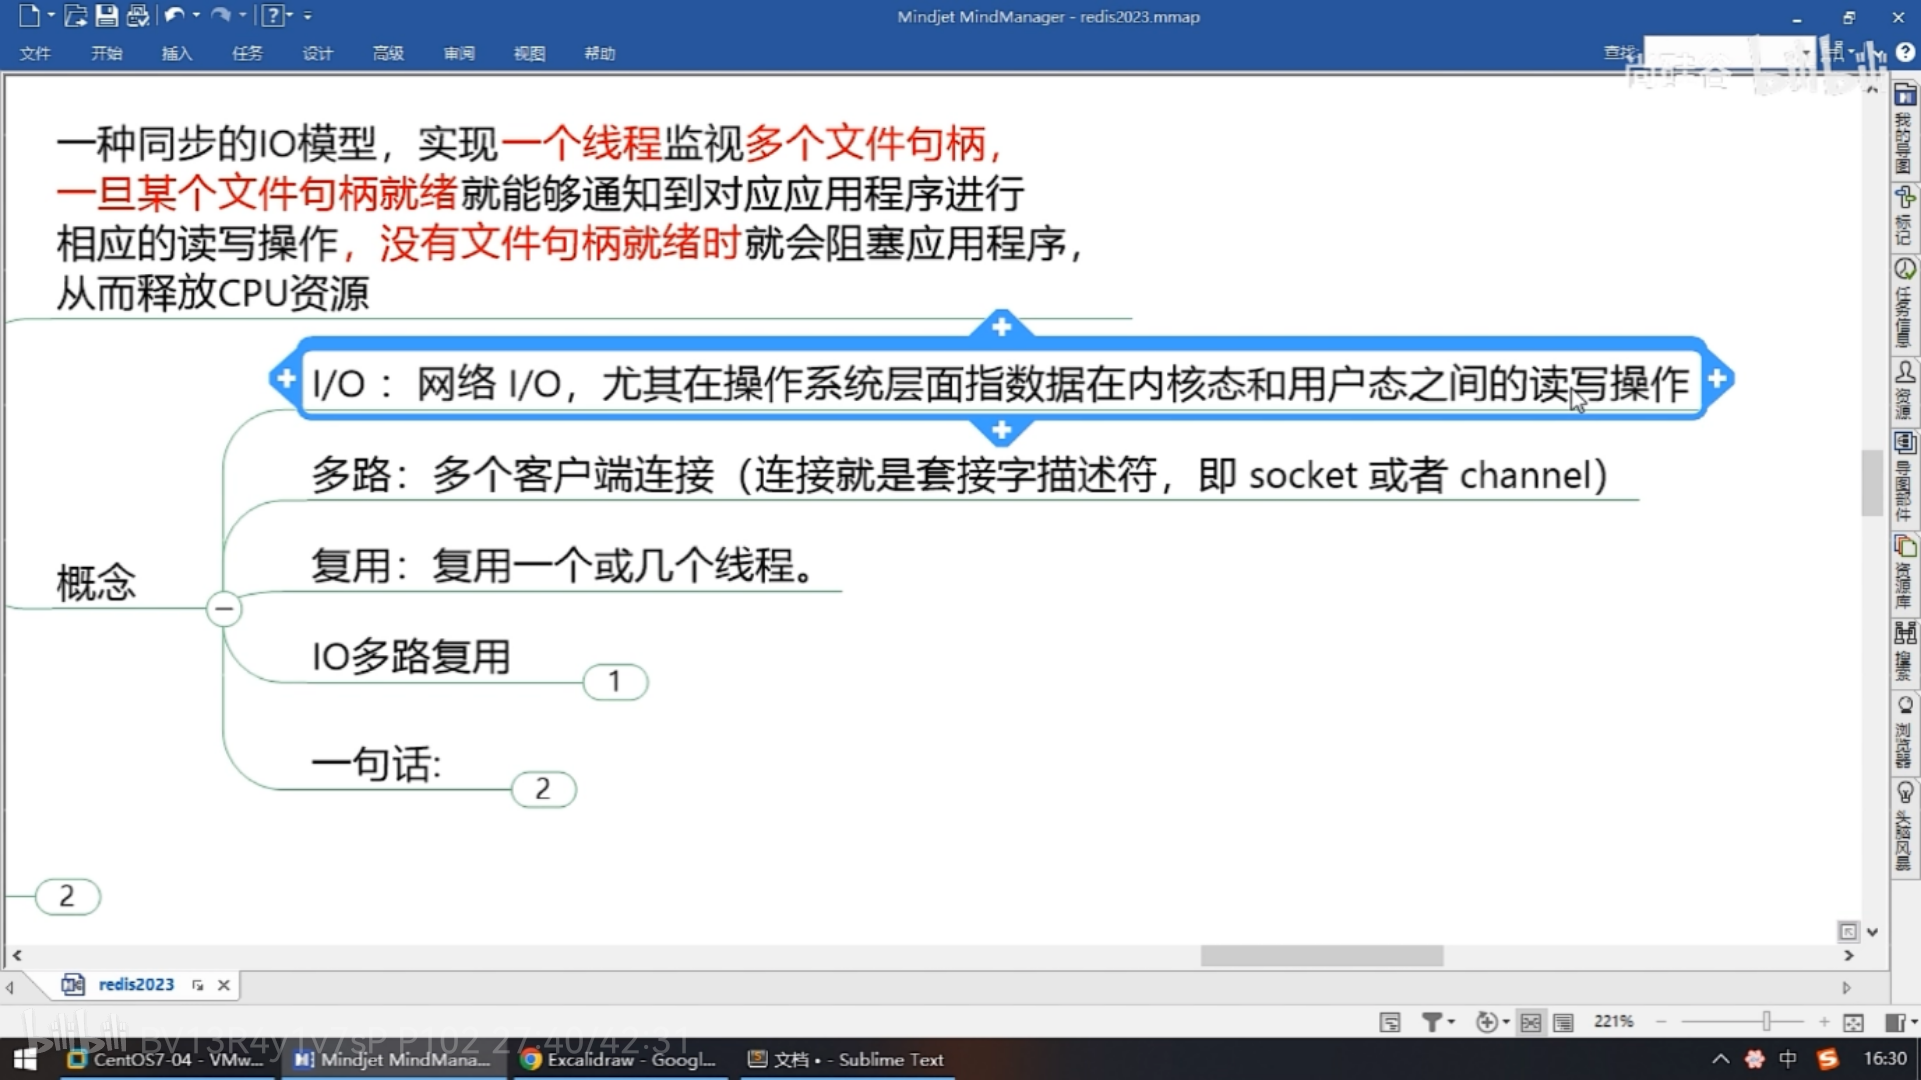 Mindjet MindManager - redis2023.mmap
文件 开始 插入 任务 设计 高级 审阅 视图 帮助
查找:
尚硅谷 bilibili
一种同步的IO模型，实现一个线程监视多个文件句柄，
一旦某个文件句柄就绪就能够通知到对应应用程序进行
相应的读写操作，没有文件句柄就绪时就会阻塞应用程序，
从而释放CPU资源
I/O ：网络 I/O，尤其在操作系统层面指数据在内核态和用户态之间的读写操作
多路：多个客户端连接（连接就是套接字描述符，即 socket 或者 channel）
概念
复用：复用一个或几个线程。
IO多路复用
1
一句话:
2
2
我的导图
标记
任务信息
资源
导图部件
资源库
搜索
浏览器
头脑风暴
redis2023
221%
bilibili BV13R4y1v7sP P102 27:40/42:31
CentOS7-04 - VMw... Mindjet MindMana... Excalidraw - Googl... 文档 • - Sublime Text
中 16:30